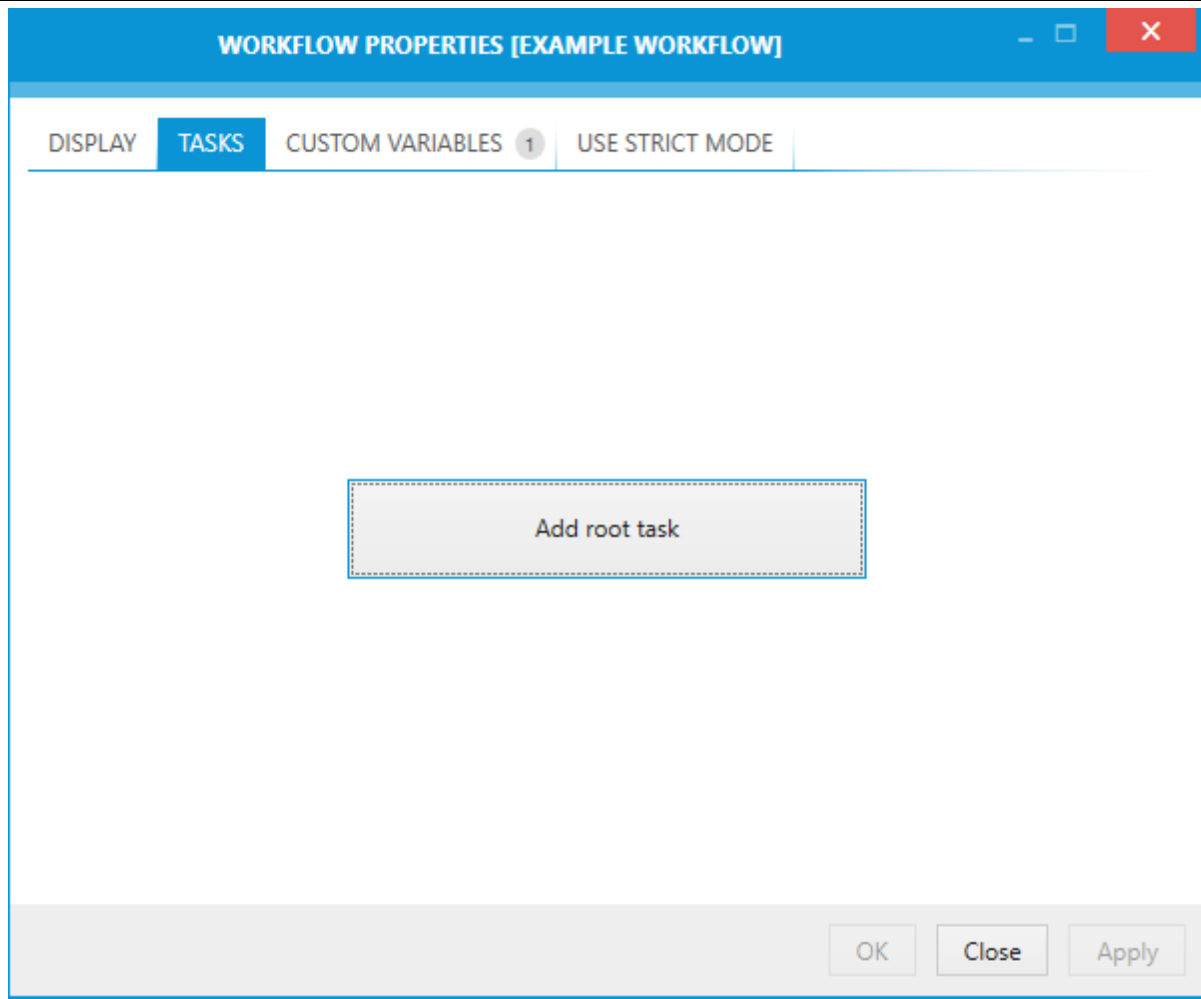 WORKFLOW PROPERTIES [EXAMPLE WORKFLOW]
DISPLAY TASKS CUSTOM VARIABLES 1 USE STRICT MODE
Add root task
OK Close Apply